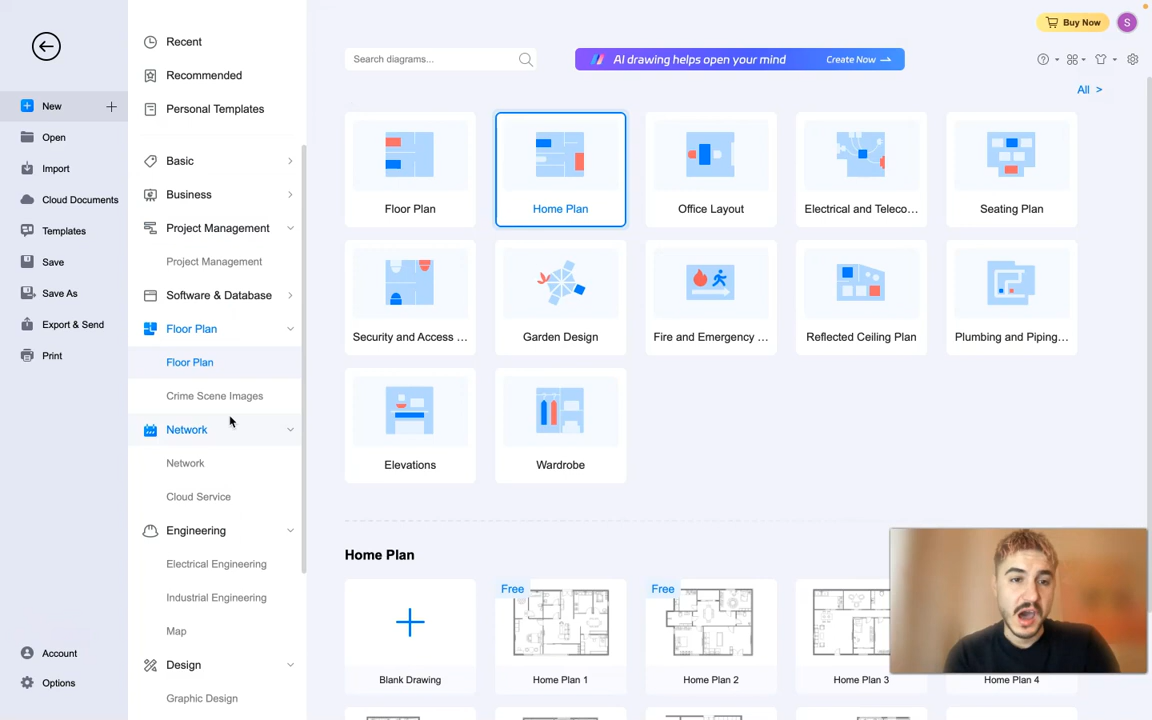 Buy Now
S
Search diagrams...
AI drawing helps open your mind
Create Now
All >
New
Open
Import
Cloud Documents
Templates
Save
Save As
Export & Send
Print
Account
Options
Recent
Recommended
Personal Templates
Basic
Business
Project Management
Project Management
Software & Database
Floor Plan
Floor Plan
Crime Scene Images
Network
Network
Cloud Service
Engineering
Electrical Engineering
Industrial Engineering
Map
Design
Graphic Design
Floor Plan
Home Plan
Office Layout
Electrical and Teleco...
Seating Plan
Security and Access ...
Garden Design
Fire and Emergency ...
Reflected Ceiling Plan
Plumbing and Piping...
Elevations
Wardrobe
Home Plan
Free
Free
Blank Drawing
Home Plan 1
Home Plan 2
Home Plan 3
Home Plan 4